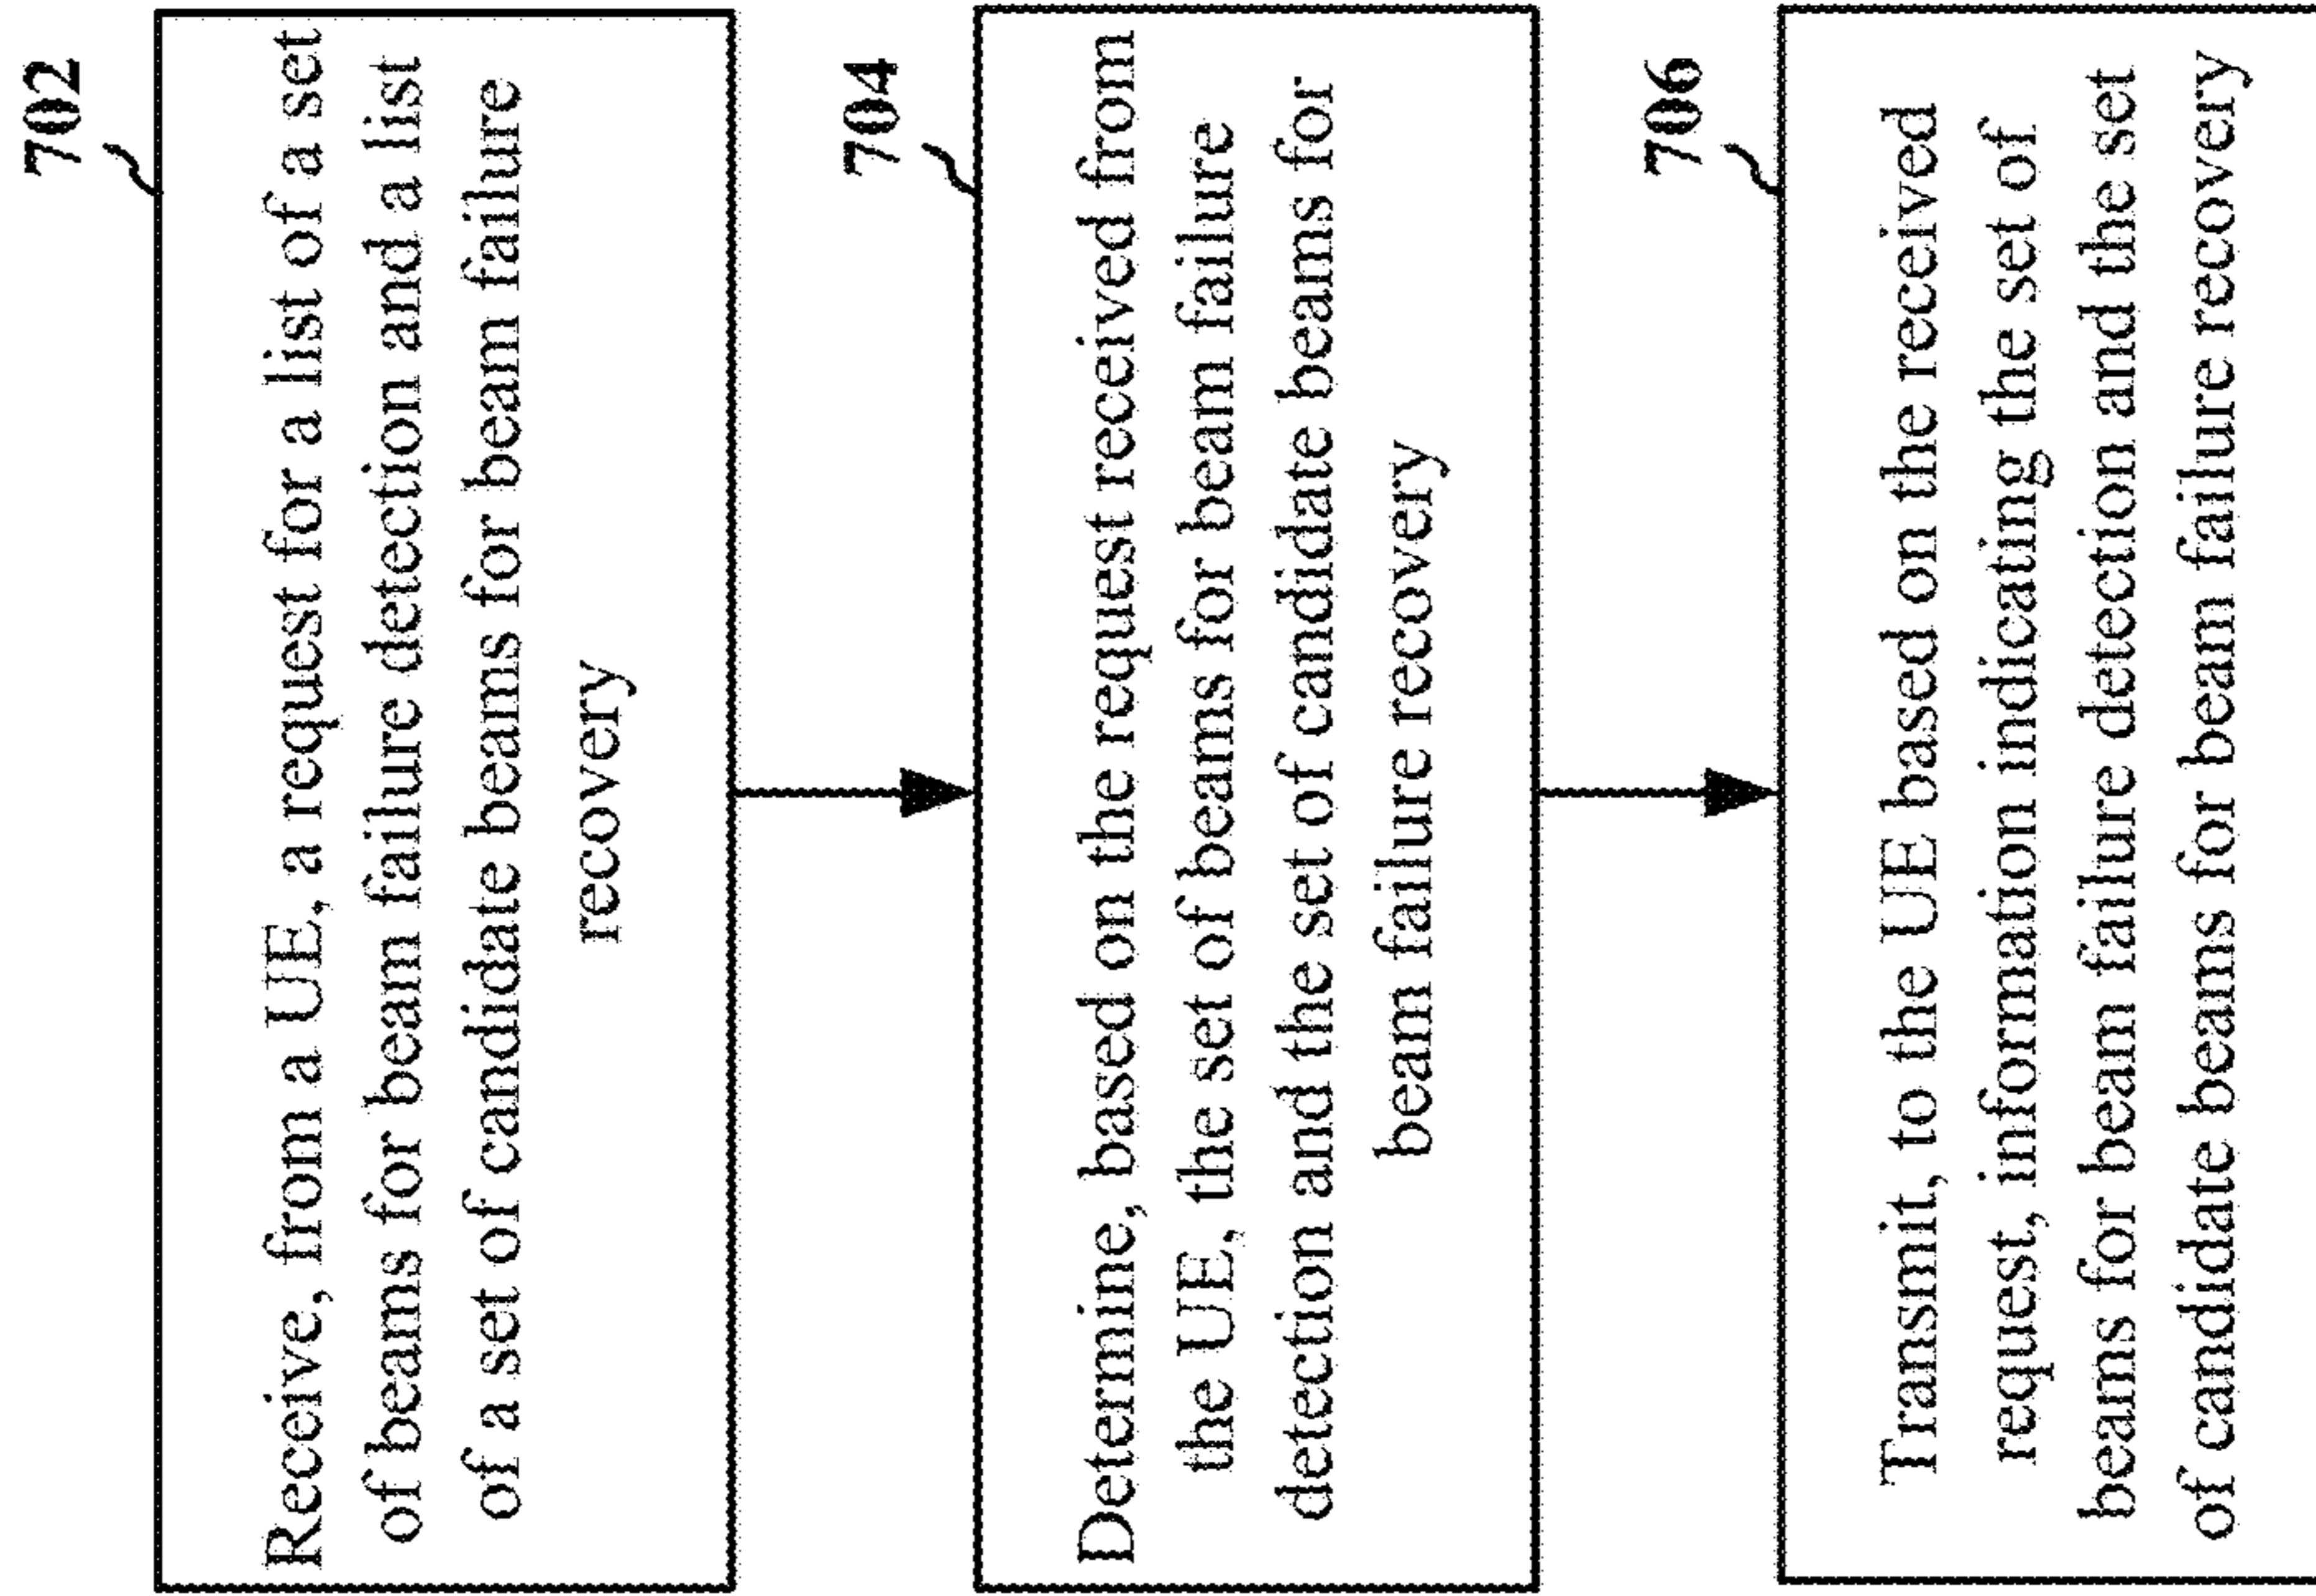 702
Receive, from a UE, a request for a list of a set
of beams for beam failure detection and a list
of a set of candidate beams for beam failure
recovery
704
Determine, based on the request received from
the UE, the set of beams for beam failure
detection and the set of candidate beams for
beam failure recovery
706
Transmit, to the UE based on the received
request, information indicating the set of
beams for beam failure detection and the set
of candidate beams for beam failure recovery